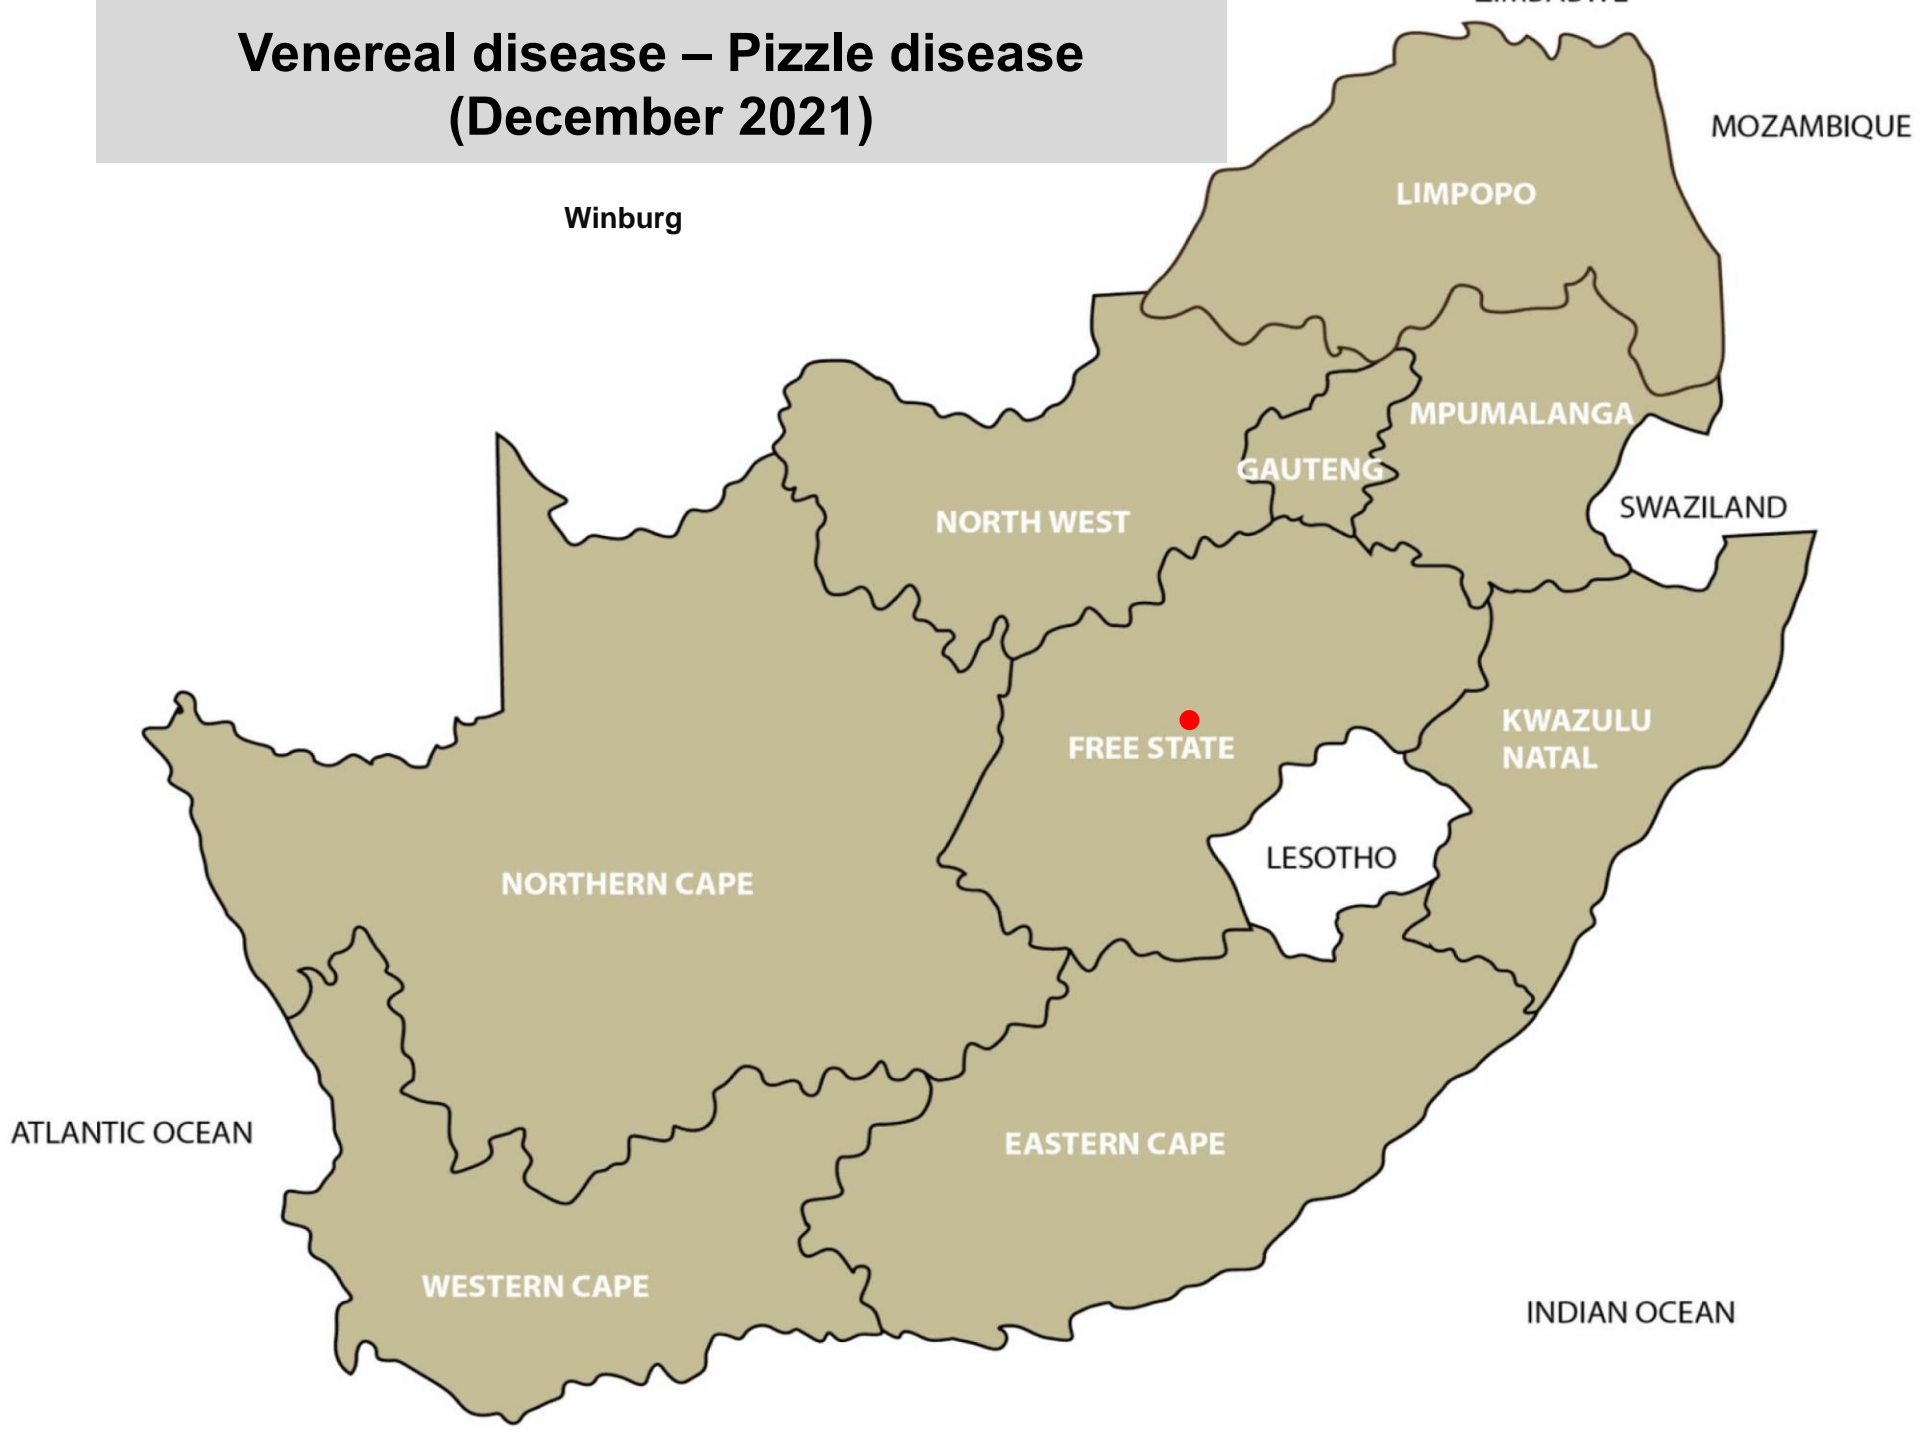 Venereal disease – Pizzle disease
(December 2021)
MOZAMBIQUE
LIMPOPO
Winburg
MPUMALANGA
GAUTENG
SWAZILAND
NORTH WEST
KWAZULU
NATAL
FREE STATE
LESOTHO
NORTHERN CAPE
ATLANTIC OCEAN
EASTERN CAPE
WESTERN CAPE
INDIAN OCEAN